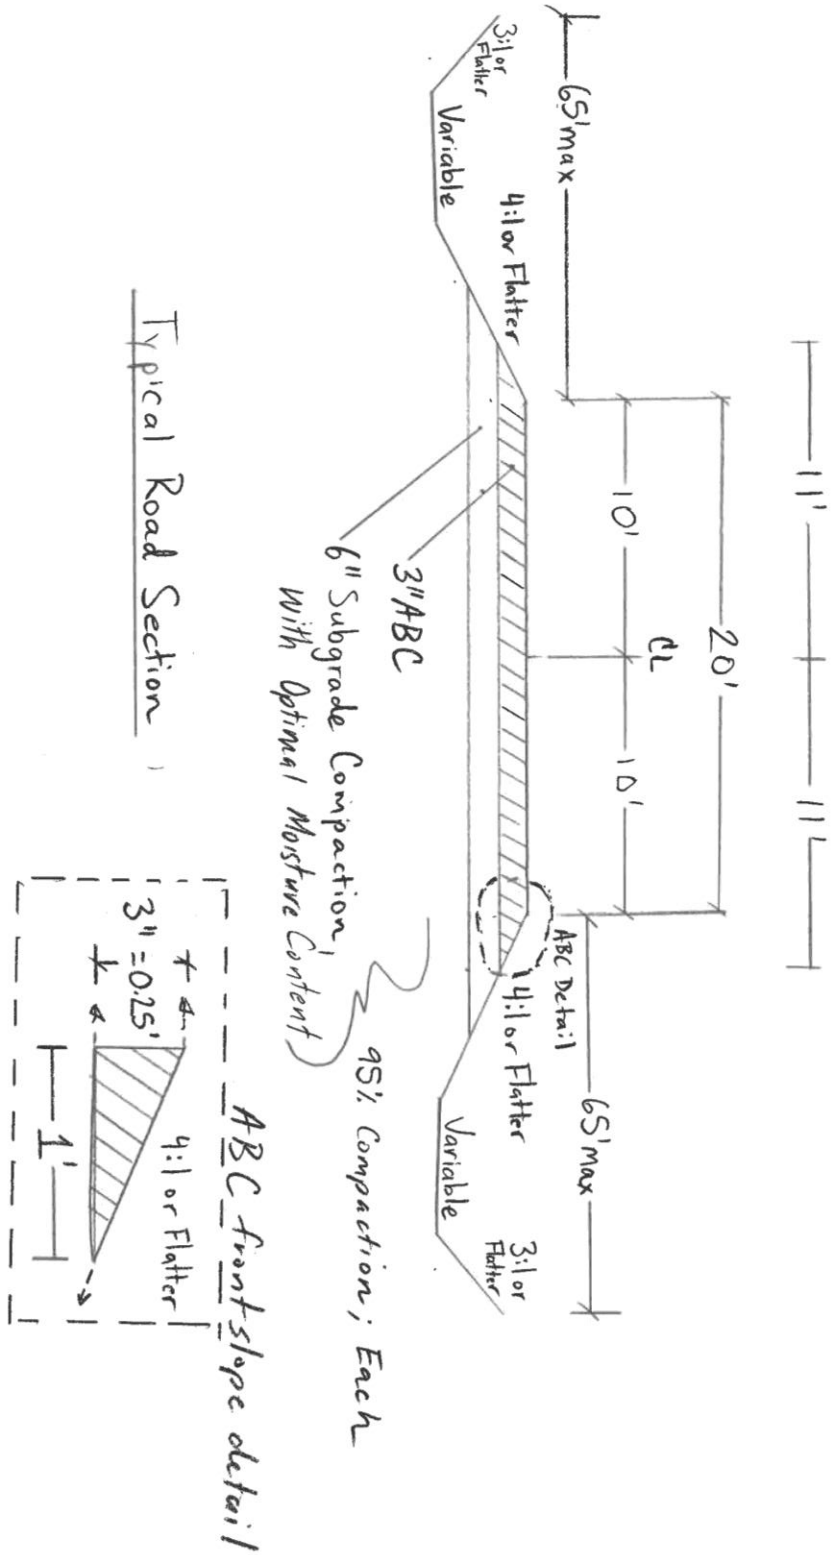 11' 11'
20'
65' max 10' CL 10' 65' max
ABC Detail
3:1 or
Flatter
Variable
4:1 or Flatter
4:1 or Flatter
Variable
3:1 or
Flatter
3" ABC
6" Subgrade Compaction,
With Optimal Moisture Content
95% Compaction; Each
Typical Road Section
ABC front slope detail
3" = 0.25'
4:1 or Flatter
1'